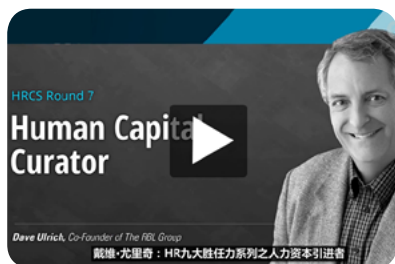 HRCS Round 7
Human Capital
Curator
Dave Ulrich, Co-Founder of The RBL Group
戴维·尤里奇：HR九大胜任力系列之人力资本引进者